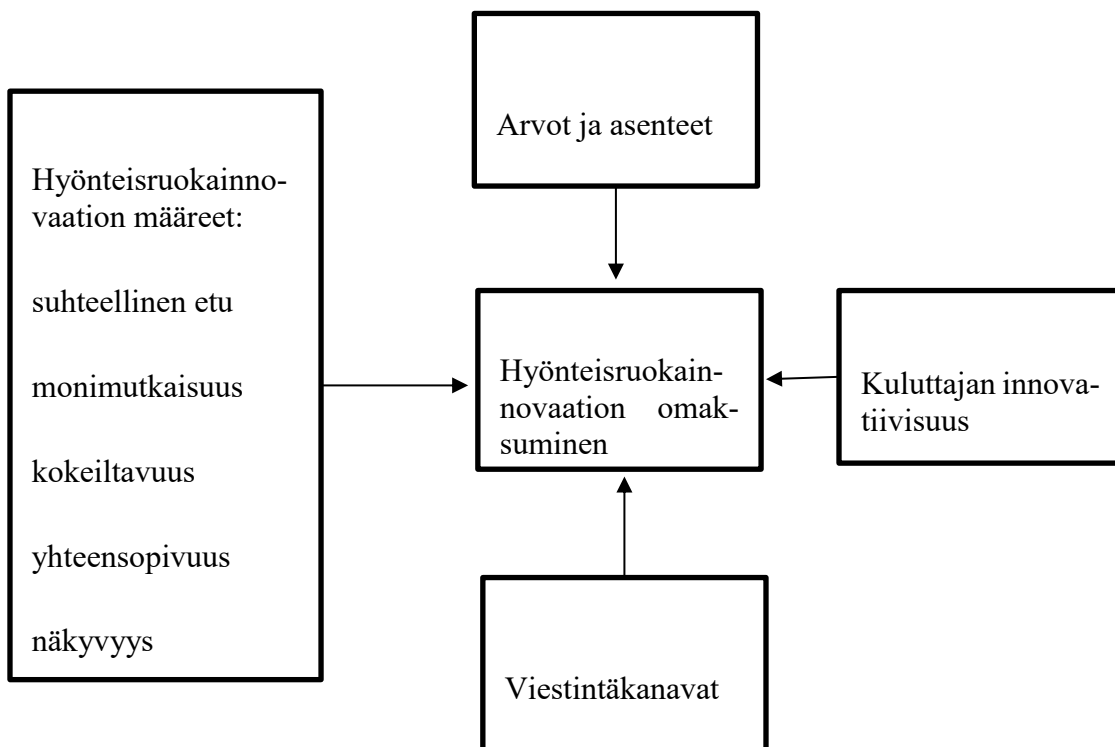 Arvot ja asenteet
Hyönteisruokainno-
vaation määreet:
suhteellinen etu
monimutkaisuus
kokeiltavuus
yhteensopivuus
näkyvyys
Hyönteisruokain-
novaation omak-
suminen
Kuluttajan innova-
tiivisuus
Viestintäkanavat